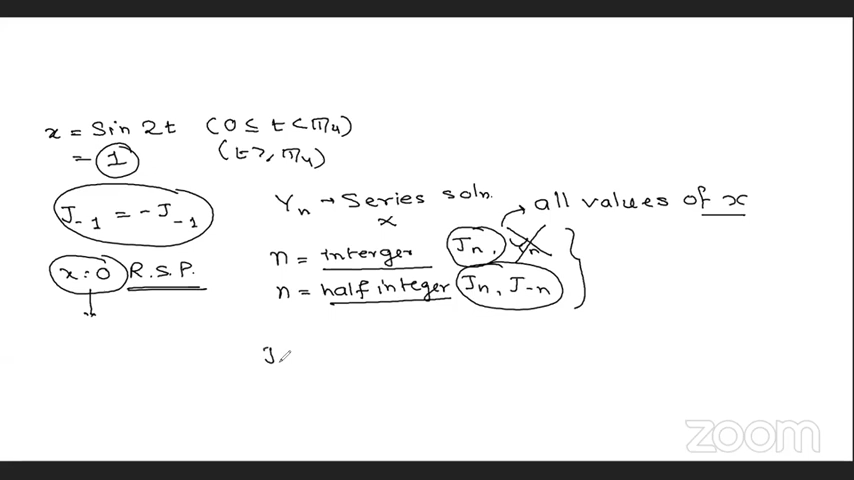 x = Sin 2t (0 ≤ t < π/4)
= 1 (t ≥, π/4)
J-1 = - J-1
x = 0 R.S.P.
Yn → Series soln.
x
→ all values of x
n = interger Jn, Yn
n = half integer Jn, J-n
J
zoom